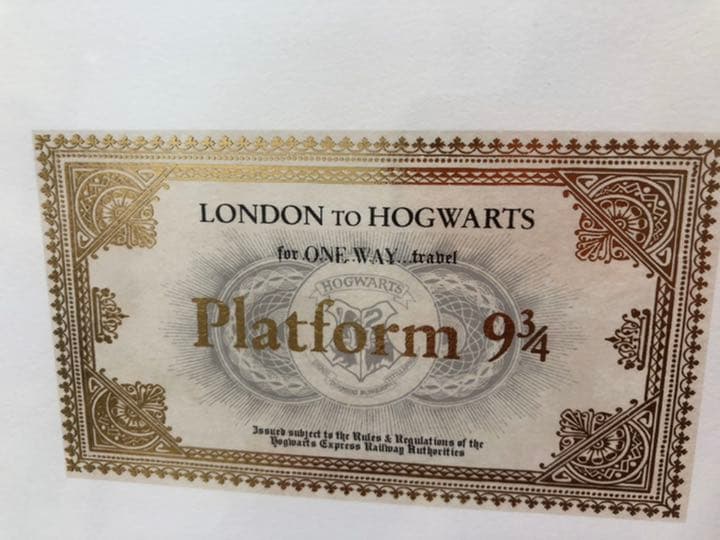 LONDON TO HOGWARTS
for ONE WAY...travel
HOGWARTS
Platform 9¾
Issued subject to the Rules & Regulations of the
Hogwarts Express Railway Authorities